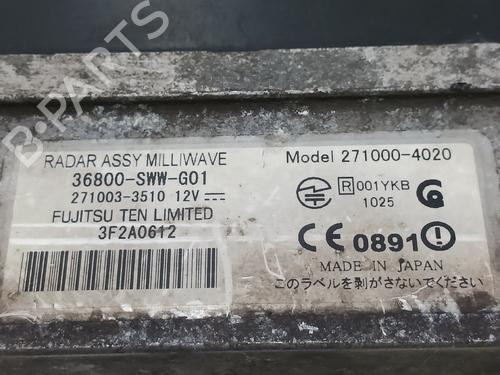 B-PARTS
RADAR ASSY MILLIWAVE
36800-SWW-G01
271003-3510 12V
FUJITSU TEN LIMITED
3F2A0612
Model 271000-4020
R 001YKB
1025
CE 0891
MADE IN JAPAN
このラベルを剥がさないでください